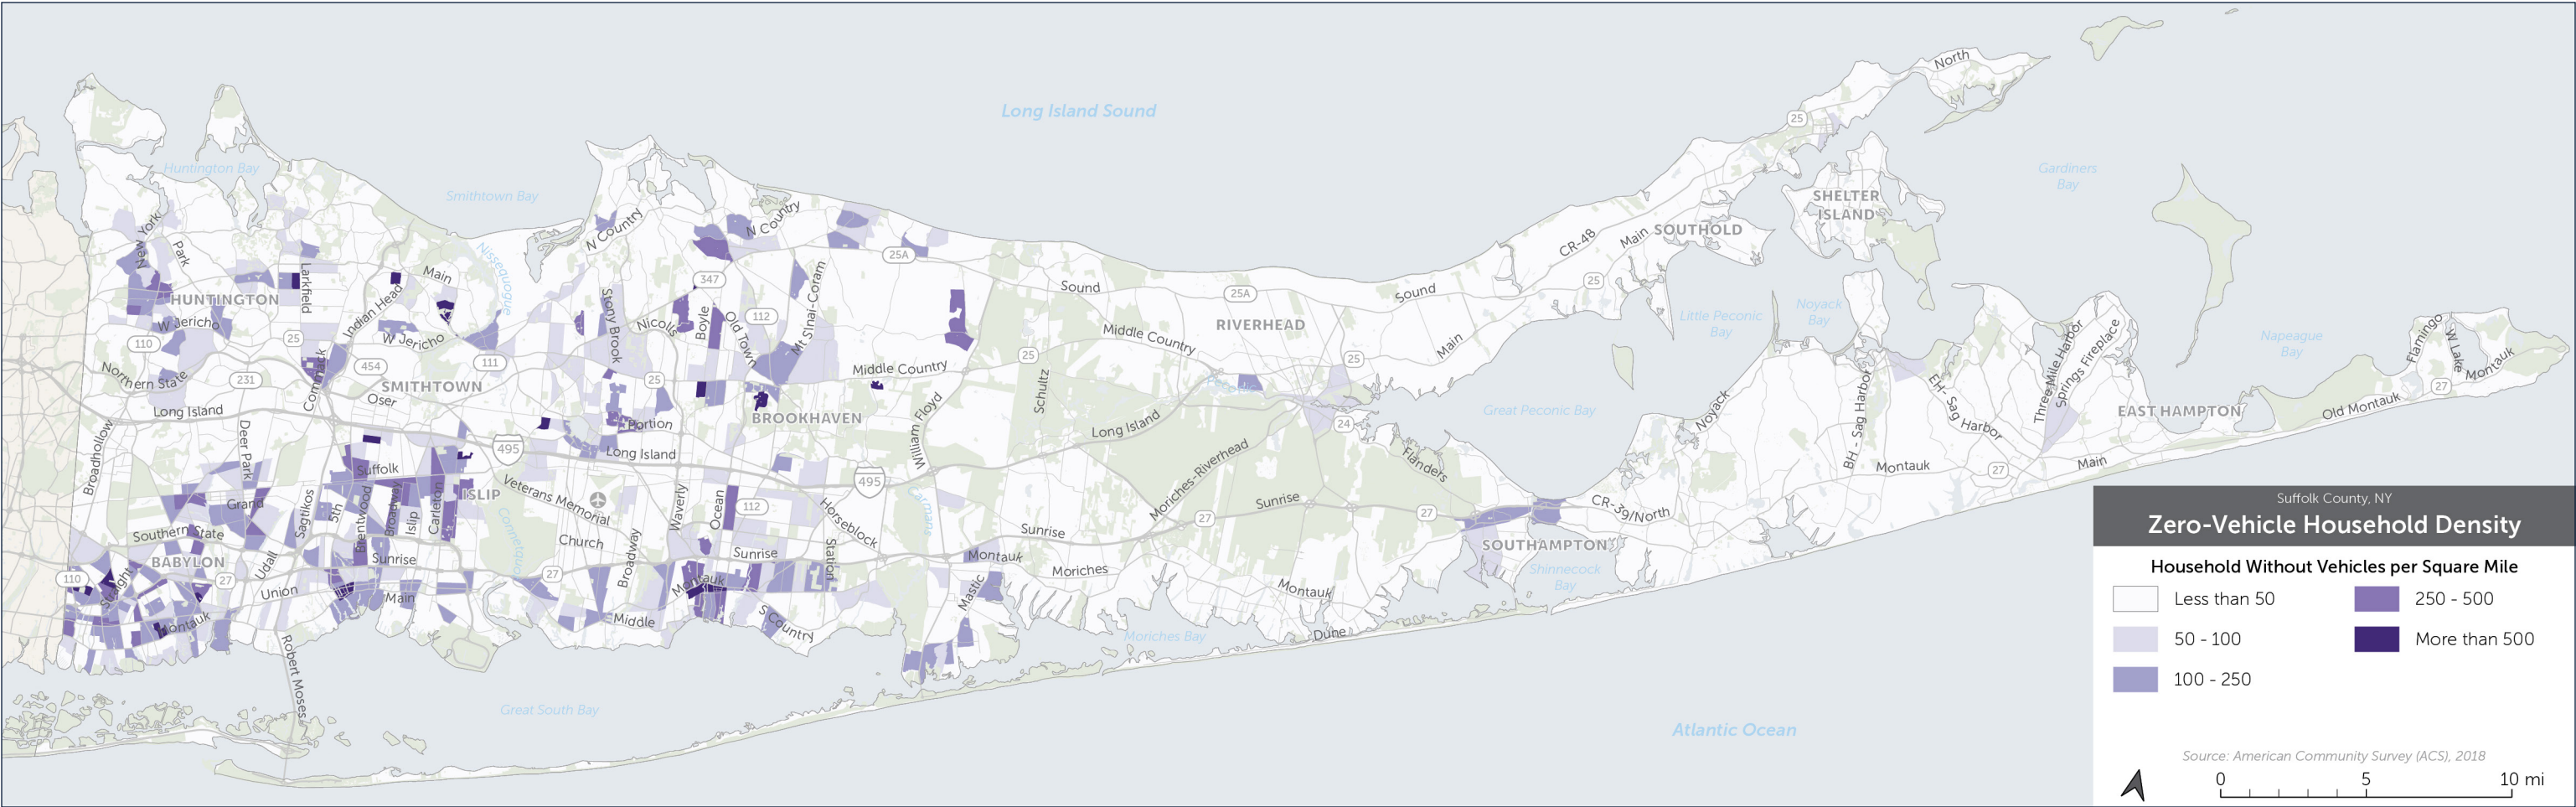 North
Long Island Sound
25
Huntington Bay
Smithtown Bay
Gardiners
Bay
New York
Park
N Country
N Country
SHELTER
ISLAND
SOUTHOLD
CR-48
Main
Nissequogue
25A
347
Larkfield
Main
HUNTINGTON
Indian Head
Stony Brook
Nicolls
Boyle
Old Town
112
Mt Sinai-Coram
Sound
25A
Sound
25
Little Peconic
Bay
Noyack
Bay
RIVERHEAD
W Jericho
W Jericho
110
25
454
111
Middle Country
Main
25
25
Three Mile Harbor
Springs Fireplace
Napeague
Bay
Flamingo
W Lake
Montauk
27
Northern State
231
Commack
SMITHTOWN
Oser
25
Middle Country
Schultz
Long Island
BROOKHAVEN
William Floyd
Long Island
24
Great Peconic Bay
Noyack
BH - Sag Harbor
EH- Sag Harbor
EAST HAMPTON
Old Montauk
Broadhollow
Deer Park
Portion
495
Long Island
Suffolk
Flanders
Moriches-Riverhead
Montauk
27
Main
Grand
Sagtikos
5th
Brentwood
Broadway
Islip
Carleton
ISLIP
Veterans Memorial
Waverly
Ocean
112
495
Horseblock
Carmans
Sunrise
27
27
CR-39/North
Southern State
Connetquot
Church
Broadway
Sunrise
Station
Sunrise
Montauk
Moriches
SOUTHAMPTON
Shinnecock
Bay
BABYLON
110
27
Straight
Udall
Union
Sunrise
Main
27
Montauk
Middle
S Country
Mastic
Montauk
Moriches Bay
Dune
Robert Moses
Great South Bay
Atlantic Ocean
Suffolk County, NY
Zero-Vehicle Household Density
Household Without Vehicles per Square Mile
Less than 50
250 - 500
50 - 100
More than 500
100 - 250
Source: American Community Survey (ACS), 2018
0 5 10 mi